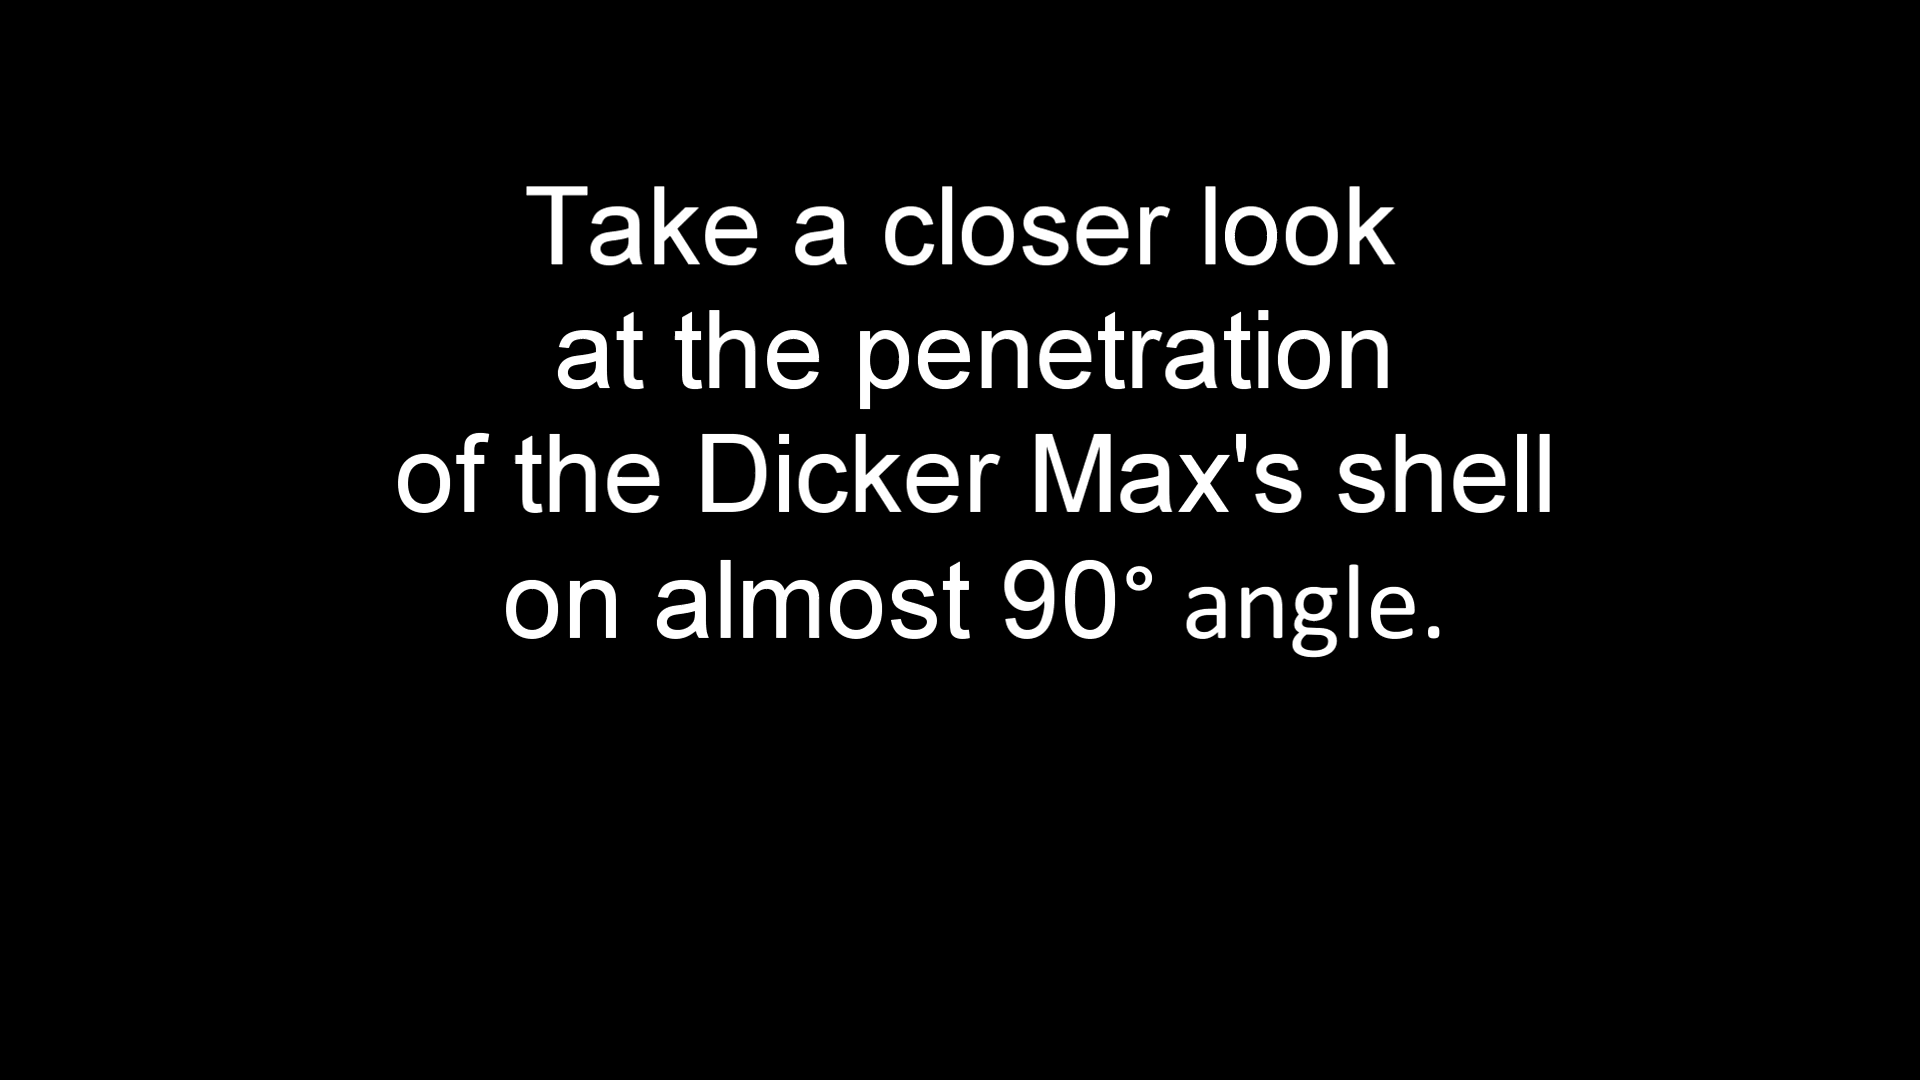 Take a closer look
at the penetration
of the Dicker Max's shell
on almost 90° angle.